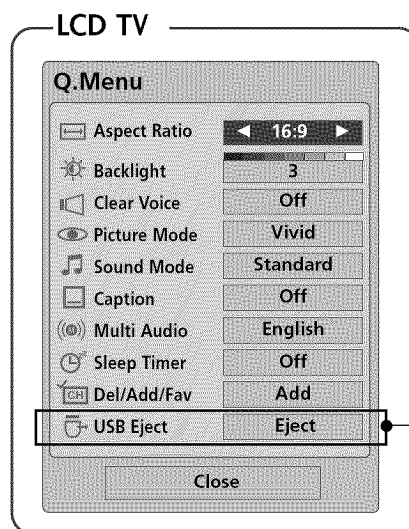 LCD TV
Q.Menu
Aspect Ratio ◄ 16:9 ►
Backlight 3
Clear Voice Off
Picture Mode Vivid
Sound Mode Standard
Caption Off
Multi Audio English
Sleep Timer Off
CH Del/Add/Fav Add
USB Eject Eject
Close